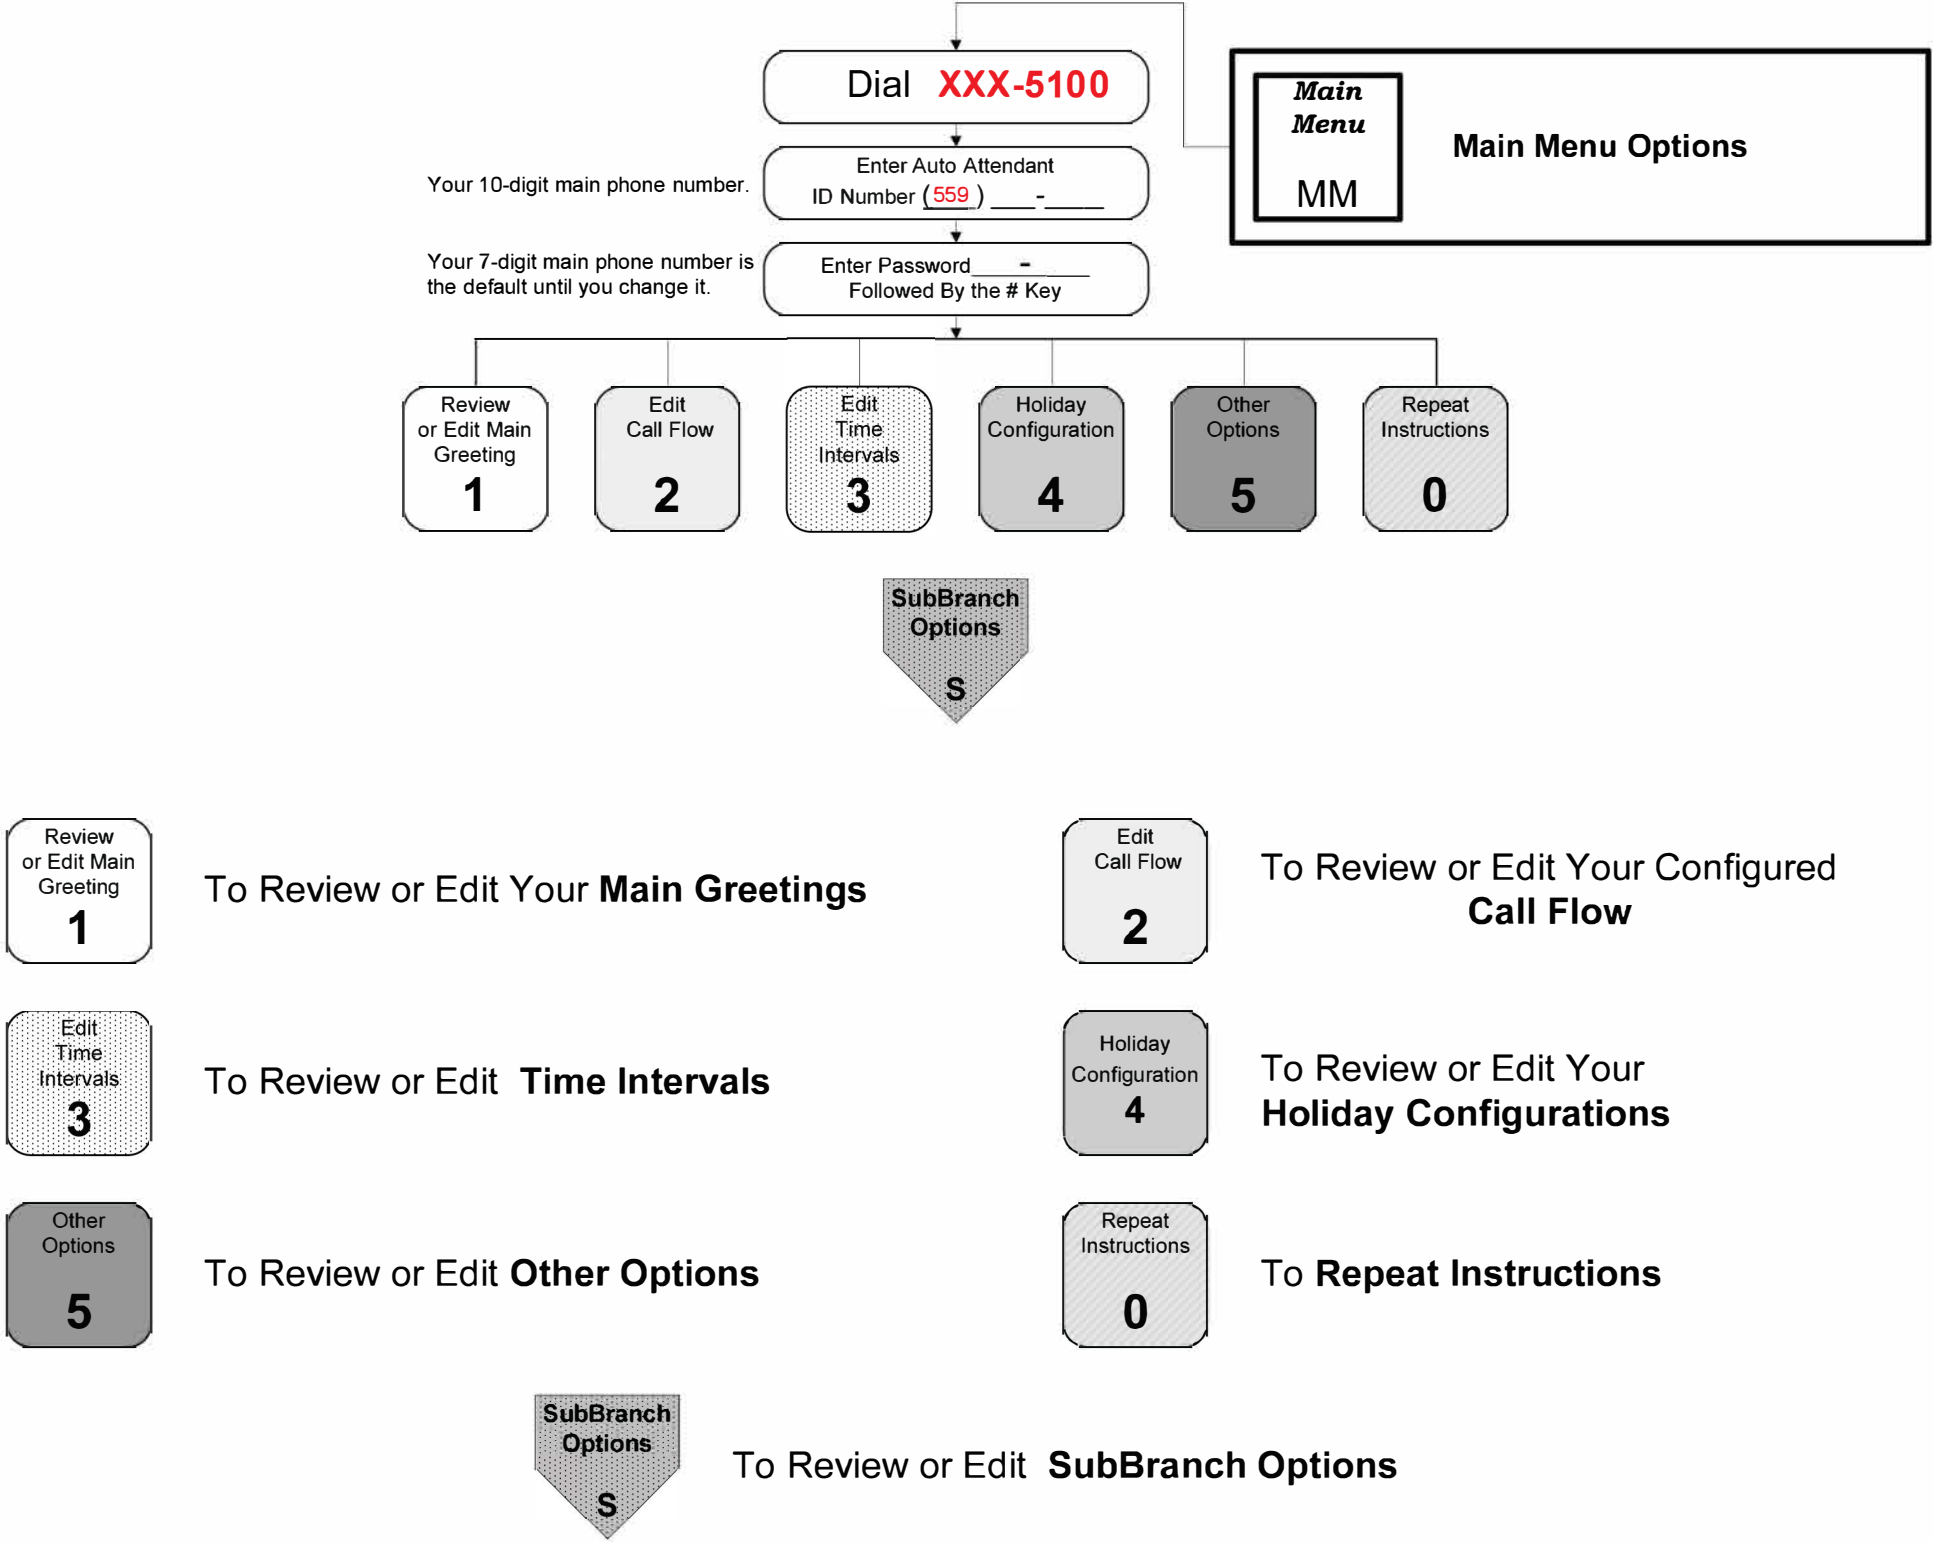 Dial XXX-5100
Main
Menu
MM
Main Menu Options
Your 10-digit main phone number.
Enter Auto Attendant
ID Number (559 ) ____-_____
Your 7-digit main phone number is
the default until you change it.
Enter Password____-____
Followed By the # Key
Review
or Edit Main
Greeting
1
Edit
Call Flow
2
Edit
Time
Intervals
3
Holiday
Configuration
4
Other
Options
5
Repeat
Instructions
0
SubBranch
Options
S
Review
or Edit Main
Greeting
1
To Review or Edit Your Main Greetings
Edit
Call Flow
2
To Review or Edit Your Configured
Call Flow
Edit
Time
Intervals
3
To Review or Edit Time Intervals
Holiday
Configuration
4
To Review or Edit Your
Holiday Configurations
Other
Options
5
To Review or Edit Other Options
Repeat
Instructions
0
To Repeat Instructions
SubBranch
Options
S
To Review or Edit SubBranch Options